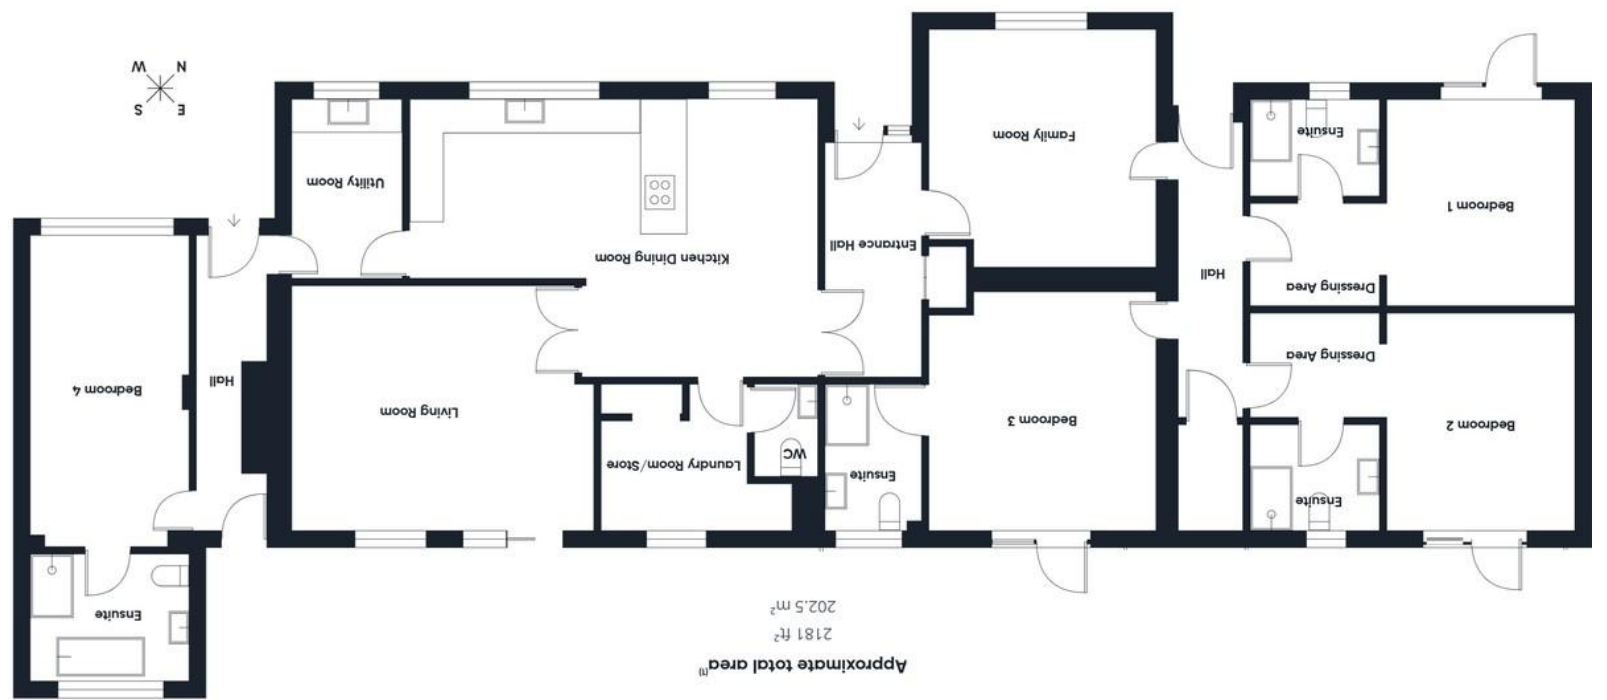 Approximate total area(1)
2181 ft²
202.5 m²
Ensuite
Ensuite
Ensuite
Laundry Room/Store
WC
Bedroom 2
Bedroom 3
Living Room
Bedroom 4
Hall
Dressing Area
Dressing Area
Hall
Kitchen Dining Room
Entrance Hall
Bedroom 1
Utility Room
Ensuite
Family Room
E S
N W